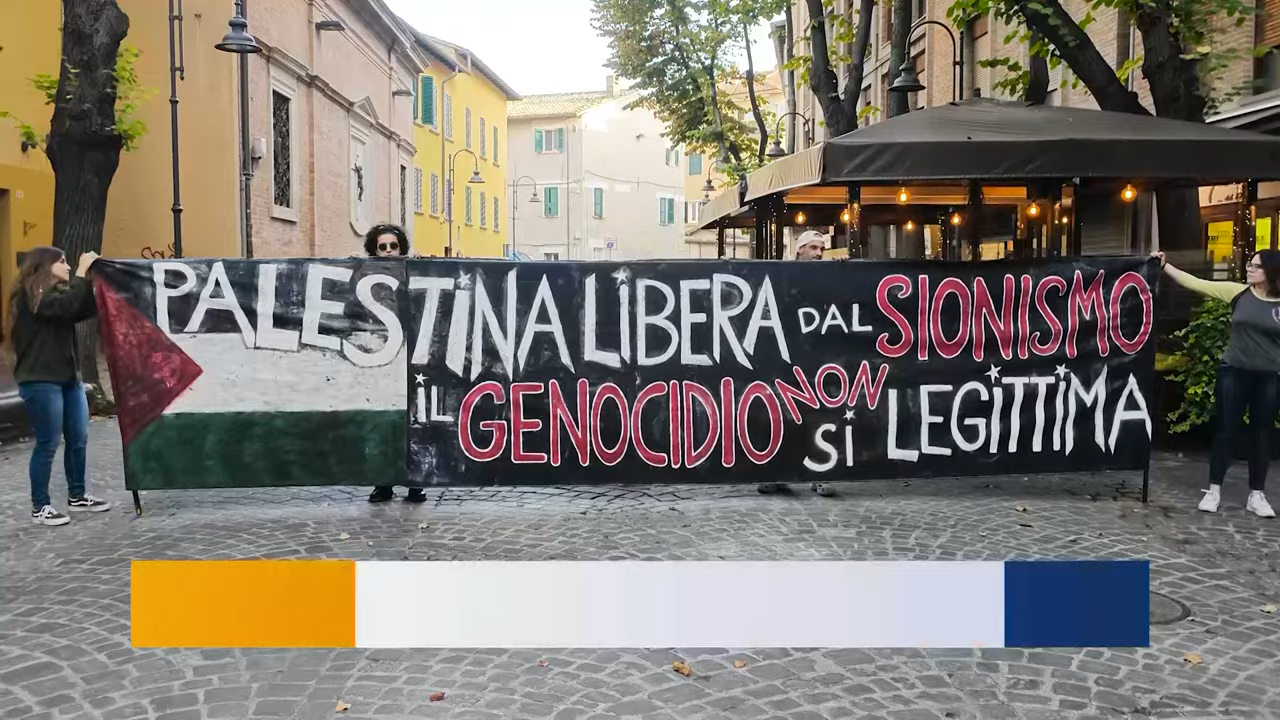 PALESTiNA LiBERA DAL SIONISMO
iL GENOCIDIO NON Si LEGiTTiMA